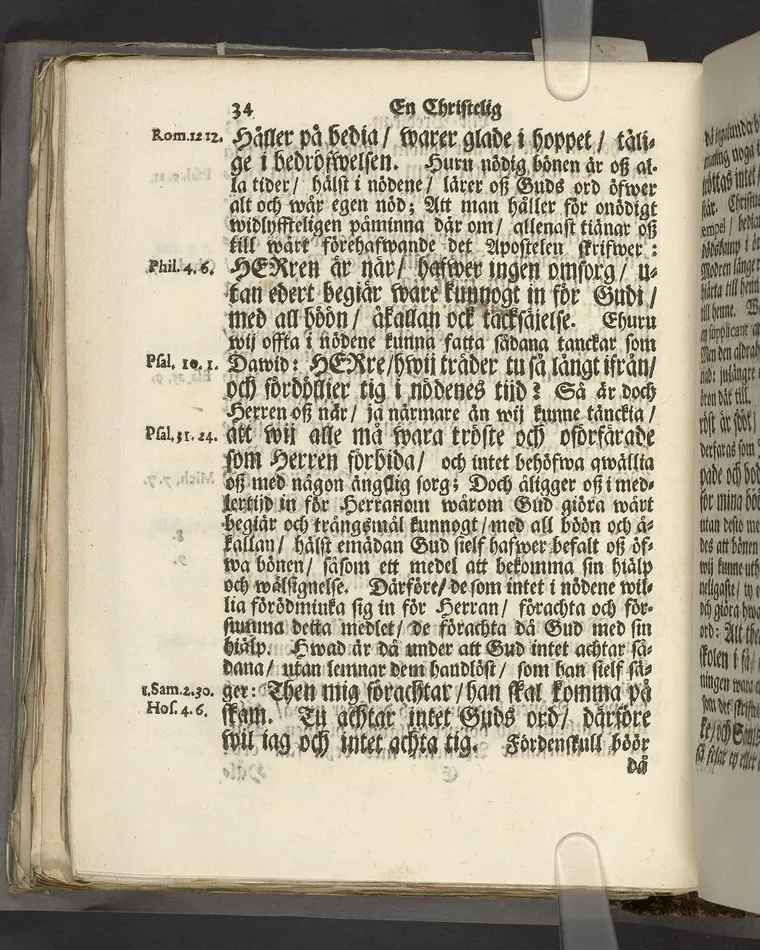 34 En Christelig
Rom.12 12. Håller på bedia / warer glade i hoppet / tåli-
ge i bedröfwelsen. Huru nödig bönen är oß al-
la tider / hälst i nödene / lärer oß Guds ord öfwer
alt och wår egen nöd; Att man håller för onödigt
widlyffteligen påminna där om / allenast tiänar oß
till wårt förehafwande det Apostelen skrifwer :
Phil. 4. 6. HERren är när / hafwer ingen omsorg / u-
tan edert begiär ware kunnogt in för Gudi /
med all böön / åkallan ock tacksäjelse. Ehuru
wij offta i nödene kunna fatta sådana tanckar som
Psal. 10. 1. Dawid: HERre / hwij träder tu så långt ifrån /
och fördöllier tig i nödenes tijd? Så är doch
Herren oß när / ja närmare än wij kunne tänckia /
Psal. 31. 24. att wij alle må wara tröste och oförfärade
som Herren förbida / och intet behöfwa qwällia
oß med någon ängslig sorg; Doch åligger oß i med-
lertijd in för Herranom wårom Gud giöra wårt
begiär och trångsmål kunnogt / med all böön och å-
kallan / hälst emädan Gud sielf hafwer befalt oß öf-
wa bönen / såsom ett medel att bekomma sin hiälp
och wälsignelse. Därföre / de som intet i nödene wil-
lia förödmiuka sig in för Herran / förachta och för-
summa detta medlet / de förachta då Gud med sin
hiälp. Hwad är då under att Gud intet achtar så-
dana / utan lemnar dem handlöst / som han sielf sä-
1.Sam.2.30. ger: Then mig förachtar / han skal komma på
Hos. 4. 6. skam. Tu achtar intet Guds ord / därföre
wil jag och intet achta tig. Fördenskull böör
då